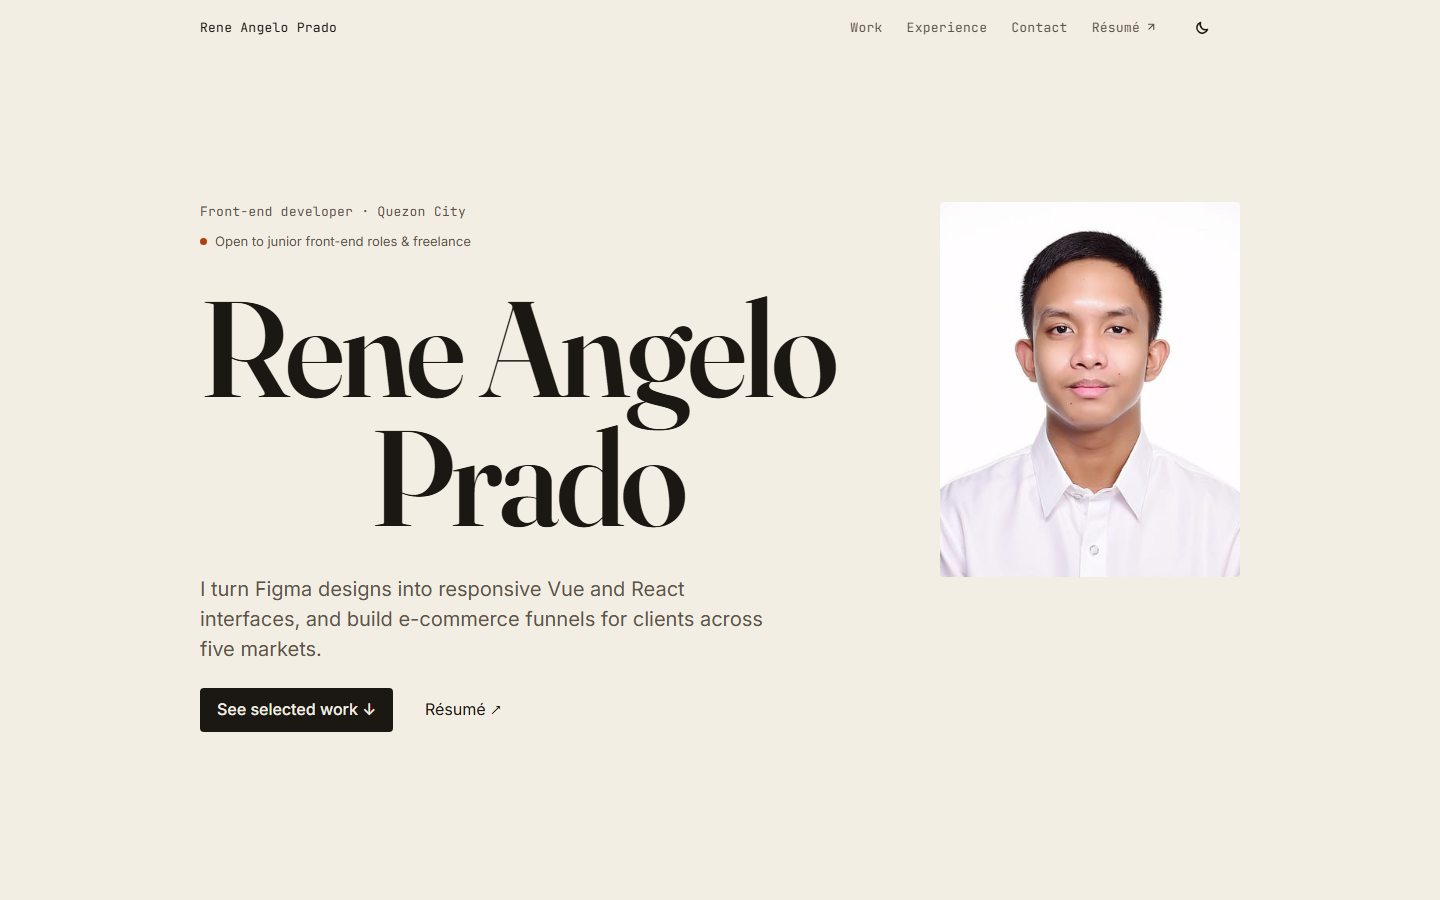 Rene Angelo Prado
Work Experience Contact Résumé ↗
Front-end developer · Quezon City
Open to junior front-end roles & freelance
Rene Angelo
Prado
I turn Figma designs into responsive Vue and React
interfaces, and build e-commerce funnels for clients across
five markets.
See selected work ↓
Résumé ↗